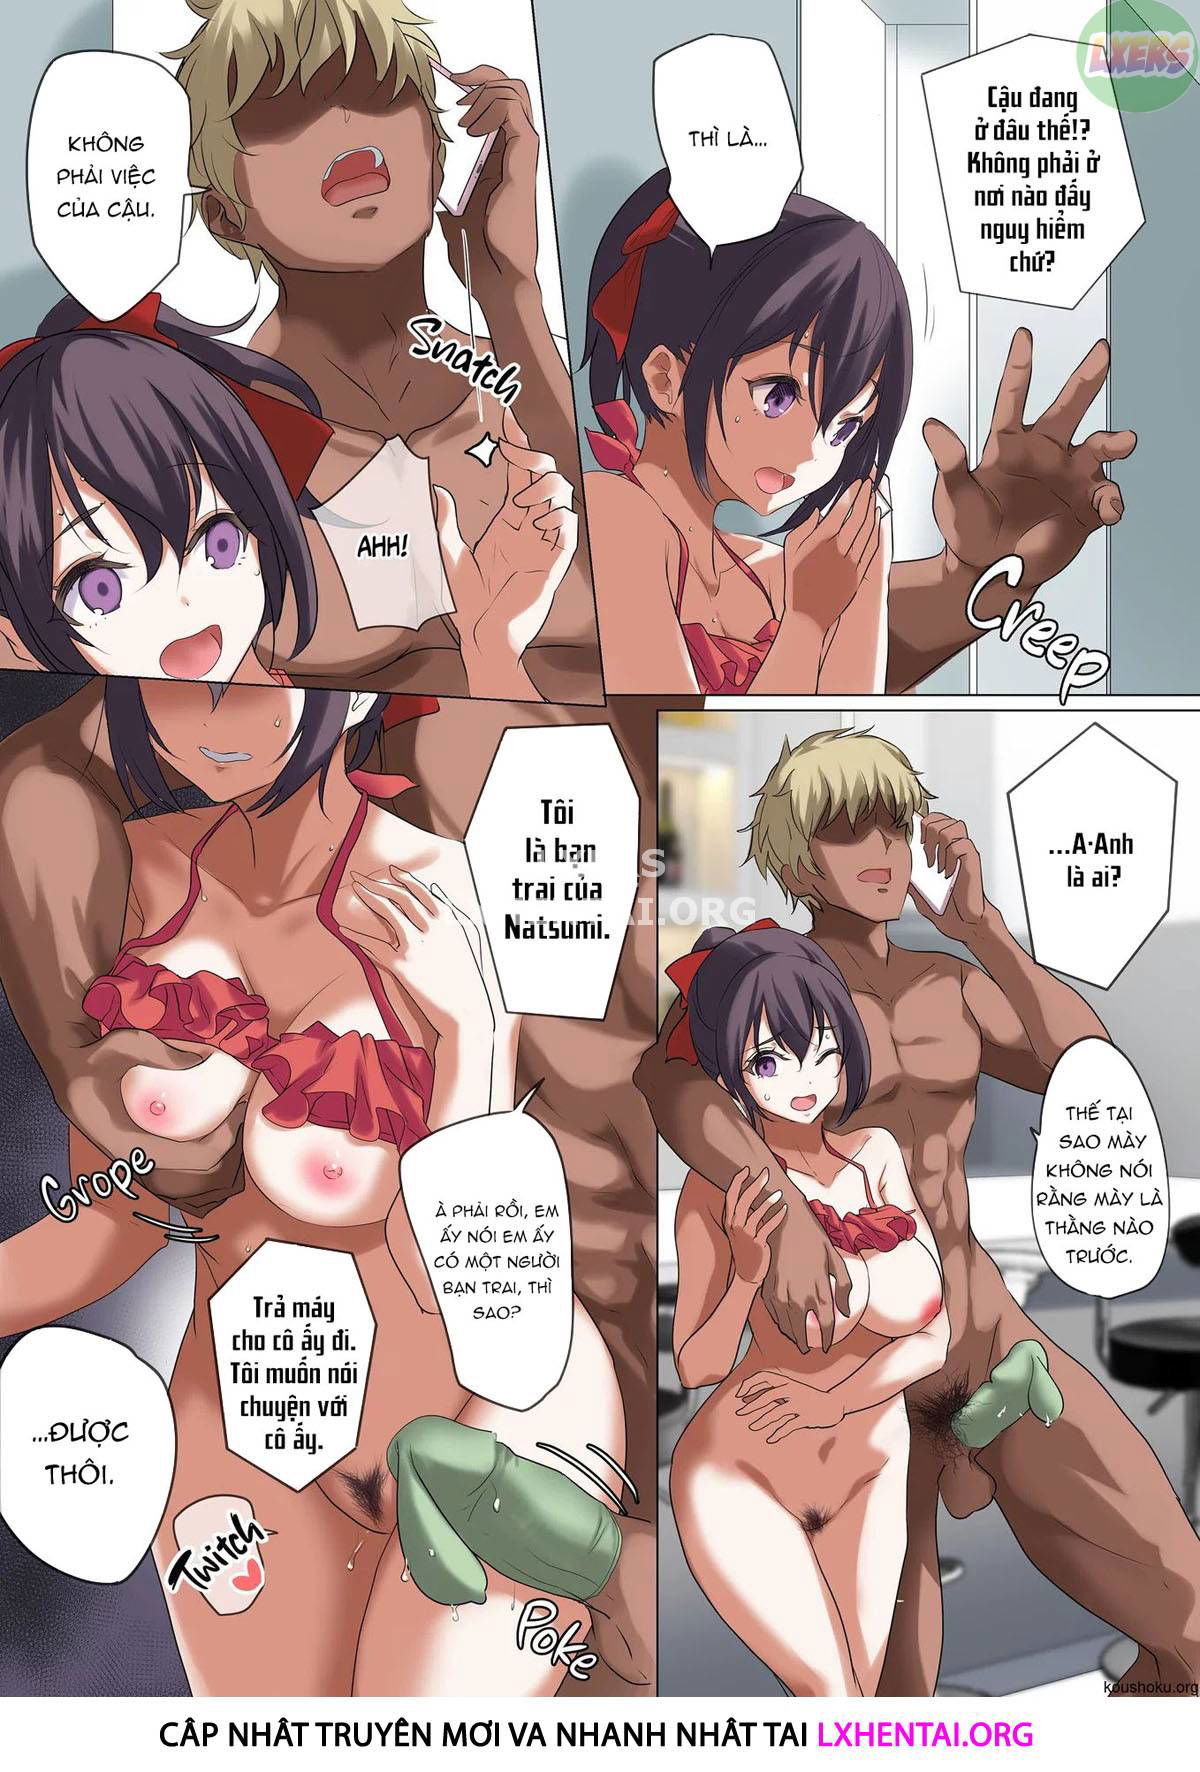 LXERS
Cậu đang
ở đâu thế!?
Không phải ở
nơi nào đấy
nguy hiểm
chứ?
THÌ LÀ...
Creep
KHÔNG
PHẢI VIỆC
CỦA CẬU.
Snatch
AHH!
...A-Anh
là ai?
THẾ TẠI
SAO MÀY
KHÔNG NÓI
RẰNG MÀY LÀ
THẰNG NÀO
TRƯỚC.
Tôi
là bạn
trai của
Natsumi.
Grope
À PHẢI RỒI, EM
ẤY NÓI EM ẤY
CÓ MỘT NGƯỜI
BẠN TRAI, THÌ
SAO?
Trả máy
cho cô ấy đi.
Tôi muốn nói
chuyện với
cô ấy.
...ĐƯỢC
THÔI.
Twitch
Poke
koushoku.org
CẬP NHẬT TRUYỆN MỚI VÀ NHANH NHẤT TẠI LXHENTAI.ORG